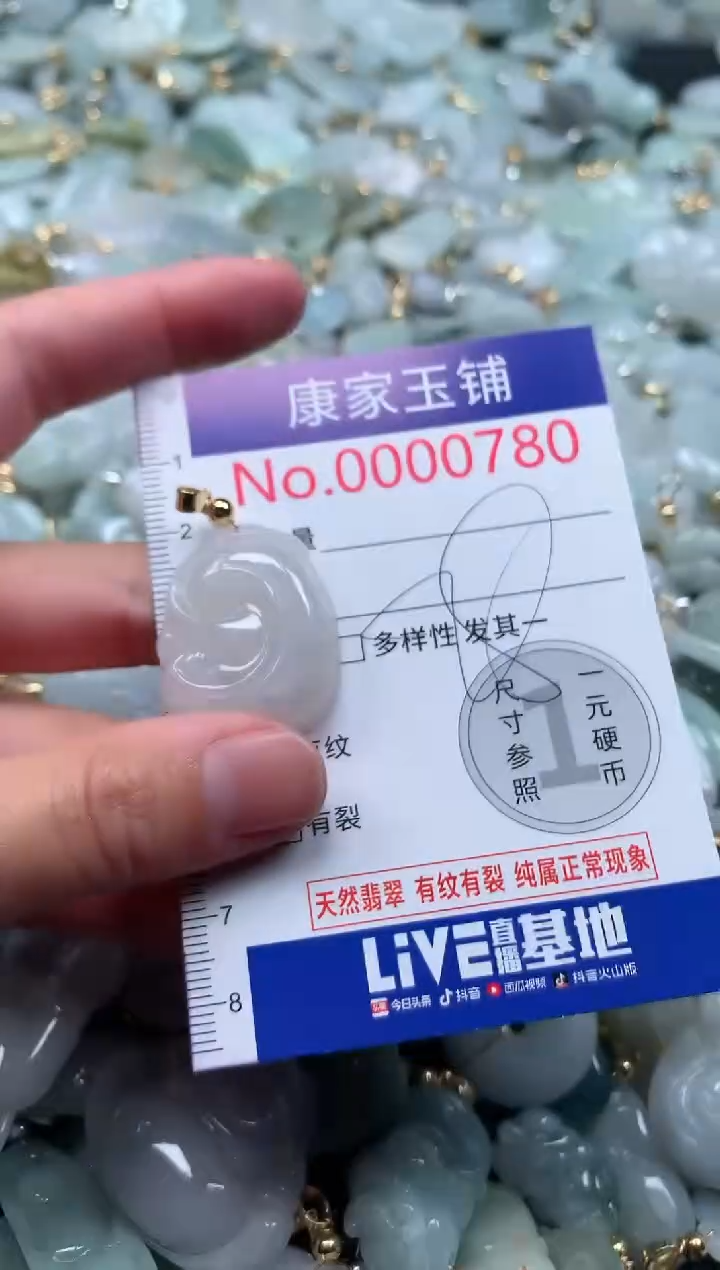 康家玉铺
No.0000780
1
2
量
多样性 发其一
尺寸参照
一元硬币
1
纹
有裂
天然翡翠 有纹有裂 纯属正常现象
7
8
LiVE直播基地
头条 今日头条 抖音 西瓜视频 抖音火山版